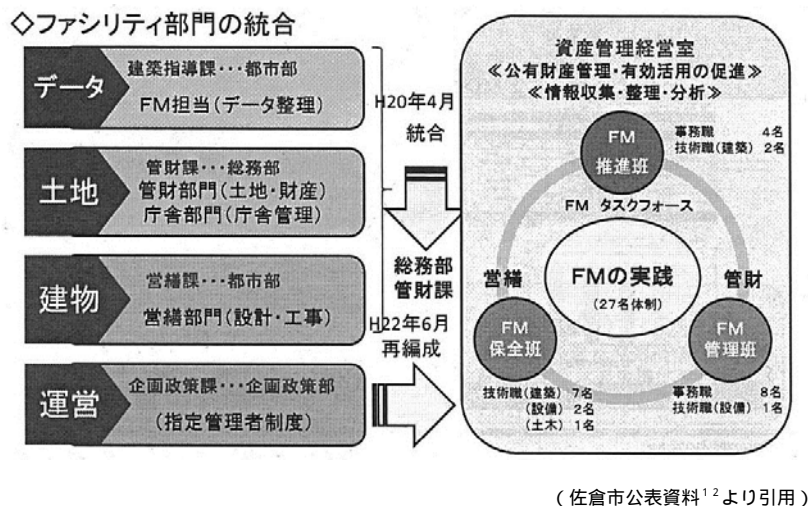 ◇ファシリティ部門の統合
データ
建築指導課・・・都市部
FM担当(データ整理)
土地
管財課・・・総務部
管財部門(土地・財産)
庁舎部門(庁舎管理)
建物
営繕課・・・都市部
営繕部門(設計・工事)
運営
企画政策課・・・企画政策部
(指定管理者制度)
H20年4月
統合
総務部
管財課
H22年6月
再編成
資産管理経営室
≪公有財産管理・有効活用の促進≫
≪情報収集・整理・分析≫
FM
推進班
事務職 4名
技術職(建築) 2名
FM タスクフォース
FMの実践
(27名体制)
営繕
FM
保全班
技術職(建築) 7名
(設備) 2名
(土木) 1名
管財
FM
管理班
事務職 8名
技術職(設備) 1名
(佐倉市公表資料¹²より引用)